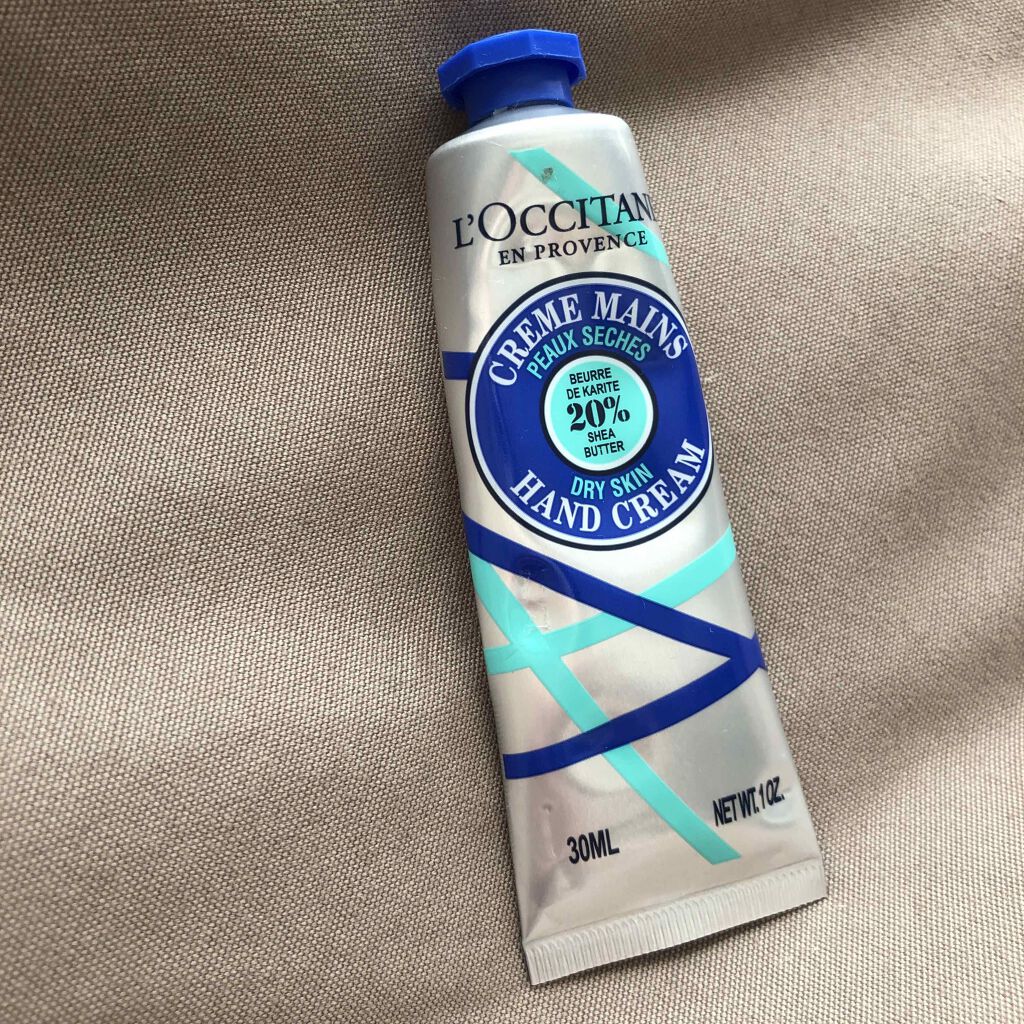 L'OCCITANE
EN PROVENCE
CREME MAINS
PEAUX SECHES
BEURRE
DE KARITE
20%
SHEA
BUTTER
DRY SKIN
HAND CREAM
30ML
NET WT. 1 OZ.